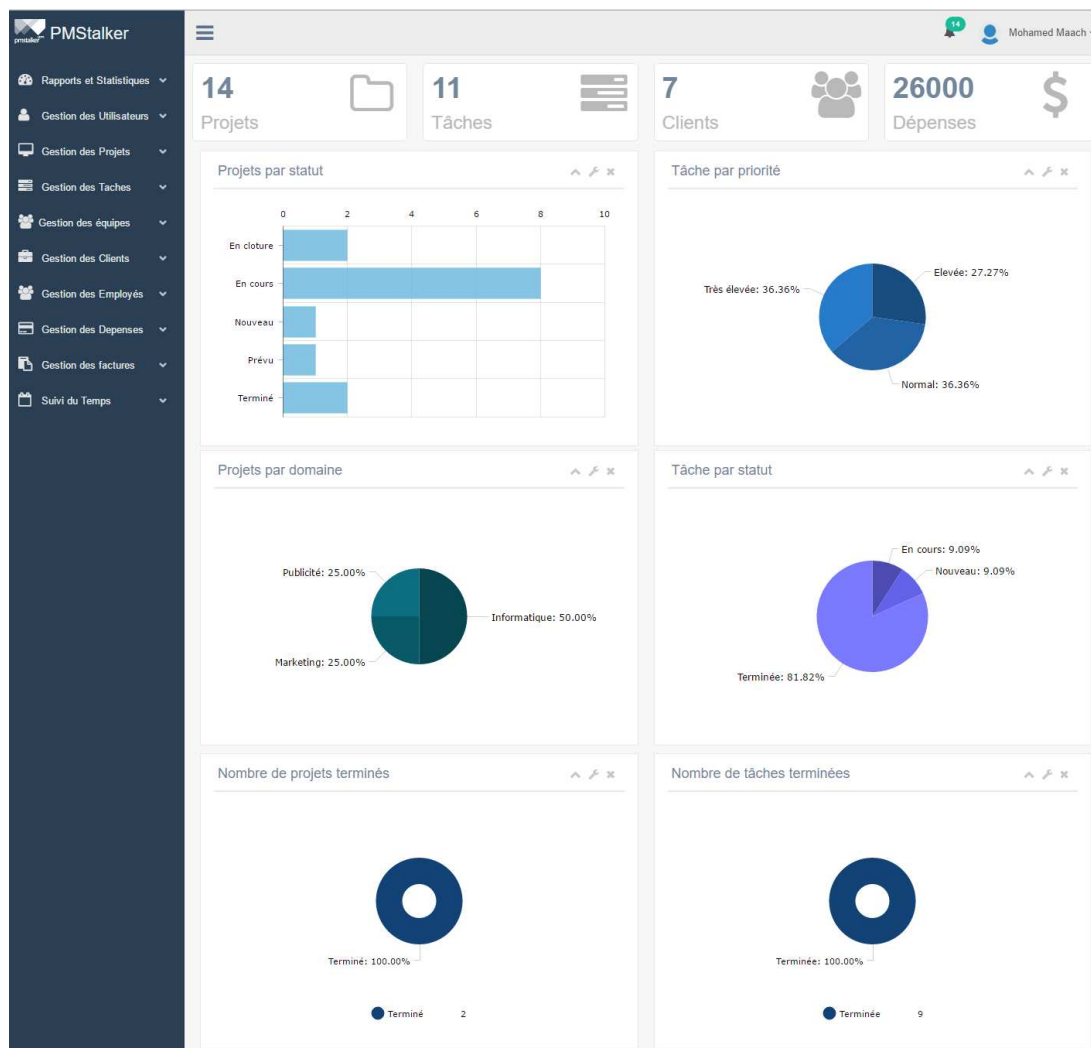 pmstalker
PMStalker
14
Mohamed Maach
Rapports et Statistiques
Gestion des Utilisateurs
Gestion des Projets
Gestion des Taches
Gestion des équipes
Gestion des Clients
Gestion des Employés
Gestion des Depenses
Gestion des factures
Suivi du Temps
14
Projets
11
Tâches
7
Clients
26000
Dépenses
$
Projets par statut
0 2 4 6 8 10
En cloture
En cours
Nouveau
Prévu
Terminé
Tâche par priorité
Elevée: 27.27%
Très élevée: 36.36%
Normal: 36.36%
Projets par domaine
Publicité: 25.00%
Informatique: 50.00%
Marketing: 25.00%
Tâche par statut
En cours: 9.09%
Nouveau: 9.09%
Terminée: 81.82%
Nombre de projets terminés
Terminé: 100.00%
Terminé 2
Nombre de tâches terminées
Terminée: 100.00%
Terminée 9